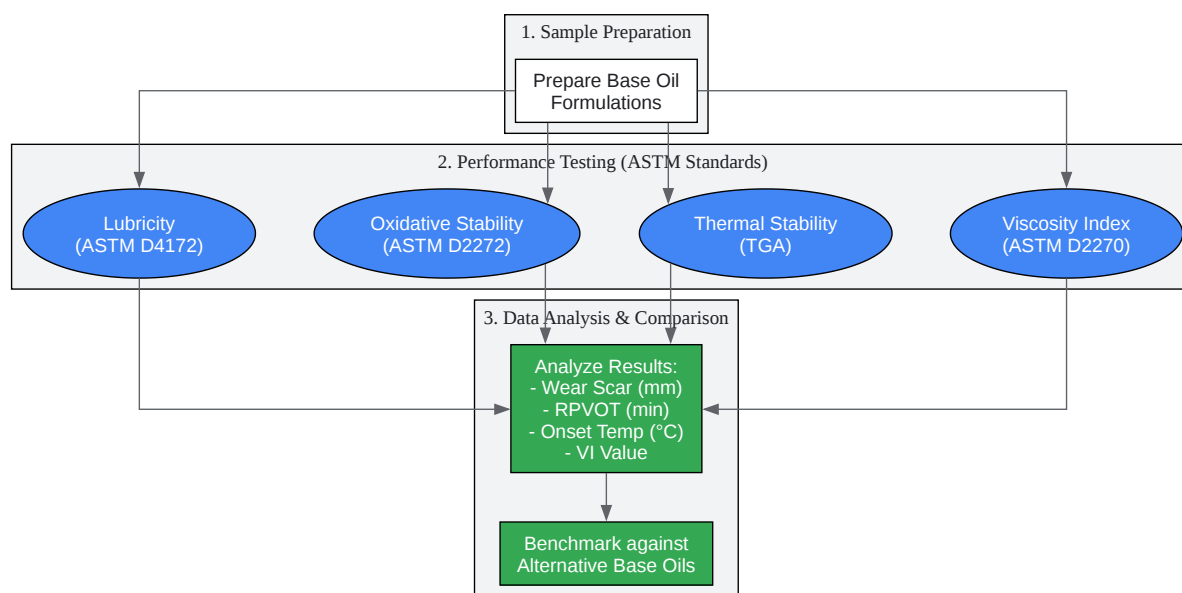 1. Sample Preparation
Prepare Base Oil
Formulations
2. Performance Testing (ASTM Standards)
Lubricity
(ASTM D4172)
Oxidative Stability
(ASTM D2272)
Thermal Stability
(TGA)
Viscosity Index
(ASTM D2270)
3. Data Analysis & Comparison
Analyze Results:
- Wear Scar (mm)
- RPVOT (min)
- Onset Temp (°C)
- VI Value
Benchmark against
Alternative Base Oils